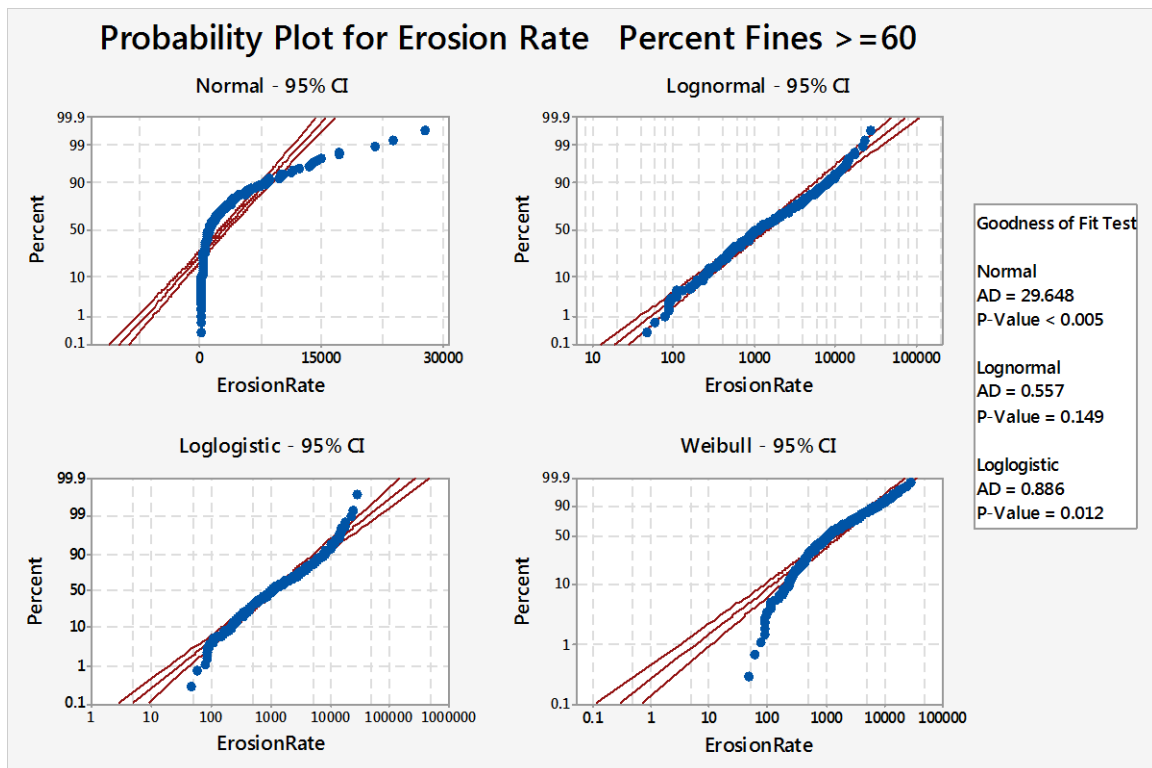 Probability Plot for Erosion Rate Percent Fines >=60
Normal - 95% CI
99.9
99
90
50
10
1
0.1
Percent
0 15000 30000
ErosionRate
Lognormal - 95% CI
99.9
99
90
50
10
1
0.1
Percent
10 100 1000 10000 100000
ErosionRate
Loglogistic - 95% CI
99.9
99
90
50
10
1
0.1
Percent
1 10 100 1000 10000 100000 1000000
ErosionRate
Weibull - 95% CI
99.9
90
50
10
1
0.1
Percent
0.1 1 10 100 1000 10000 100000
ErosionRate
Goodness of Fit Test
Normal
AD = 29.648
P-Value < 0.005
Lognormal
AD = 0.557
P-Value = 0.149
Loglogistic
AD = 0.886
P-Value = 0.012